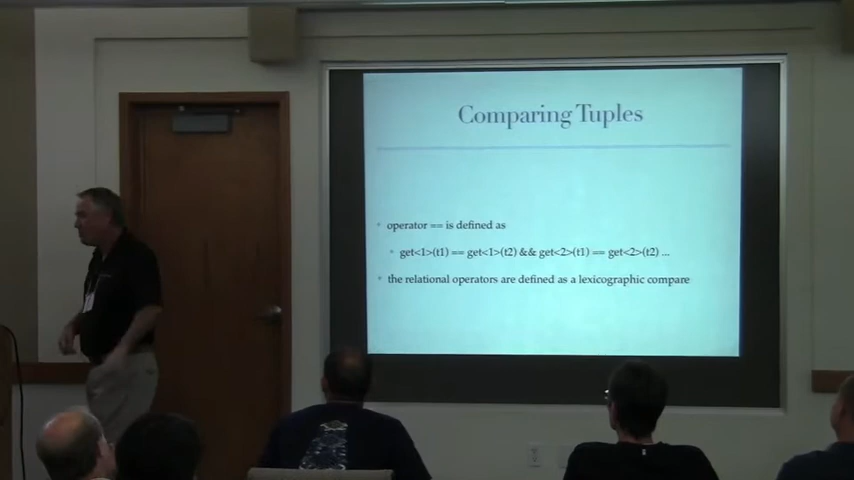 Comparing Tuples
operator == is defined as
get<1>(t1) == get<1>(t2) && get<2>(t1) == get<2>(t2) ...
the relational operators are defined as a lexicographic compare